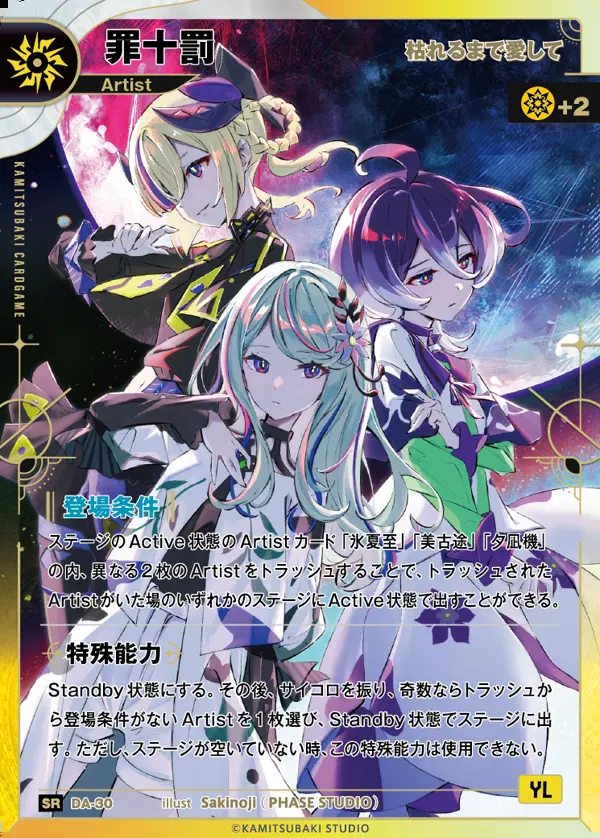 罪十罰
枯れるまで愛して
Artist
+2
KAMITSUBAKI CARDGAME
登場条件
ステージのActive状態のArtistカード「氷夏至」「美古途」「夕凪機」
の内、異なる2枚のArtistをトラッシュすることで、トラッシュされた
Artistがいた場のいずれかのステージにActive状態で出すことができる。
特殊能力
Standby状態にする。その後、サイコロを振り、奇数ならトラッシュか
ら登場条件がないArtistを1枚選び、Standby状態でステージに出
す。ただし、ステージが空いていない時、この特殊能力は使用できない。
SR DA-30 illust Sakinoji（PHASE STUDIO）
YL
©KAMITSUBAKI STUDIO